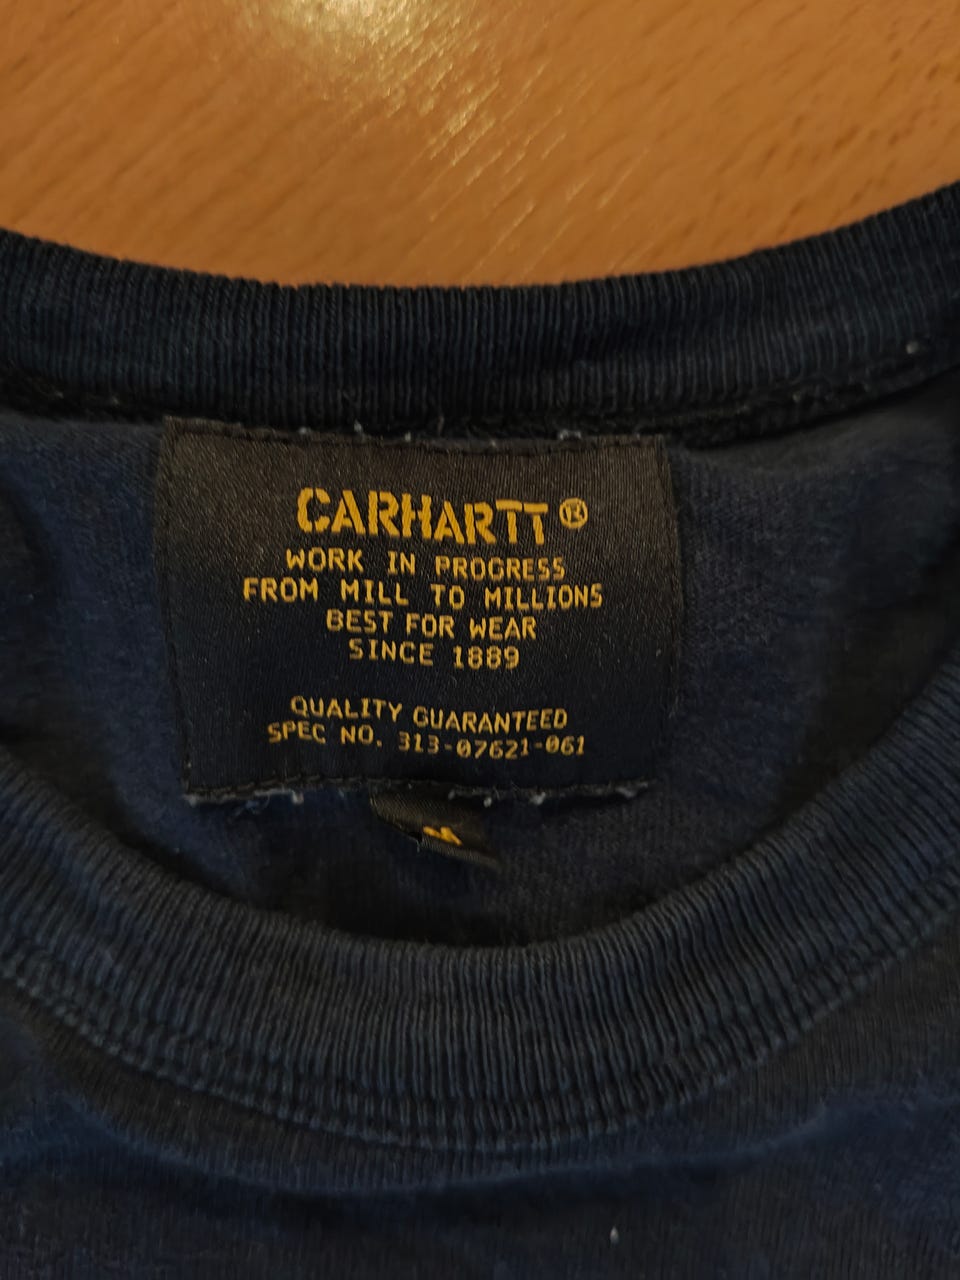 CARHARTT®
WORK IN PROGRESS
FROM MILL TO MILLIONS
BEST FOR WEAR
SINCE 1889
QUALITY GUARANTEED
SPEC NO. 313-07621-061